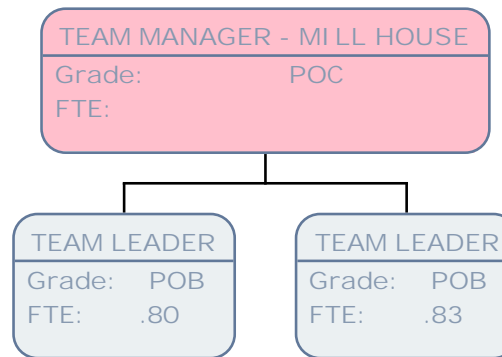 TEAM MANAGER - MILL HOUSE
Grade: POC
FTE:
TEAM LEADER
Grade: POB
FTE: .80
TEAM LEADER
Grade: POB
FTE: .83